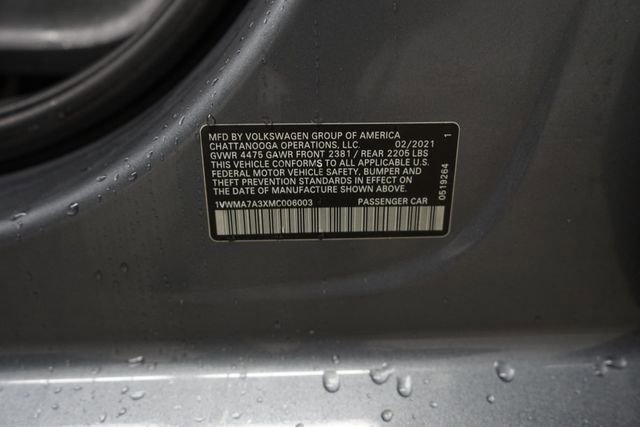 MFD BY VOLKSWAGEN GROUP OF AMERICA
CHATTANOOGA OPERATIONS, LLC. 02/2021 1
GVWR 4475 GAWR FRONT 2381 / REAR 2205 LBS
THIS VEHICLE CONFORMS TO ALL APPLICABLE U.S.
FEDERAL MOTOR VEHICLE SAFETY, BUMPER AND
THEFT PREVENTION STANDARDS IN EFFECT ON
THE DATE OF MANUFACTURE SHOWN ABOVE.
1VWMA7A3XMC006003 PASSENGER CAR
0519264